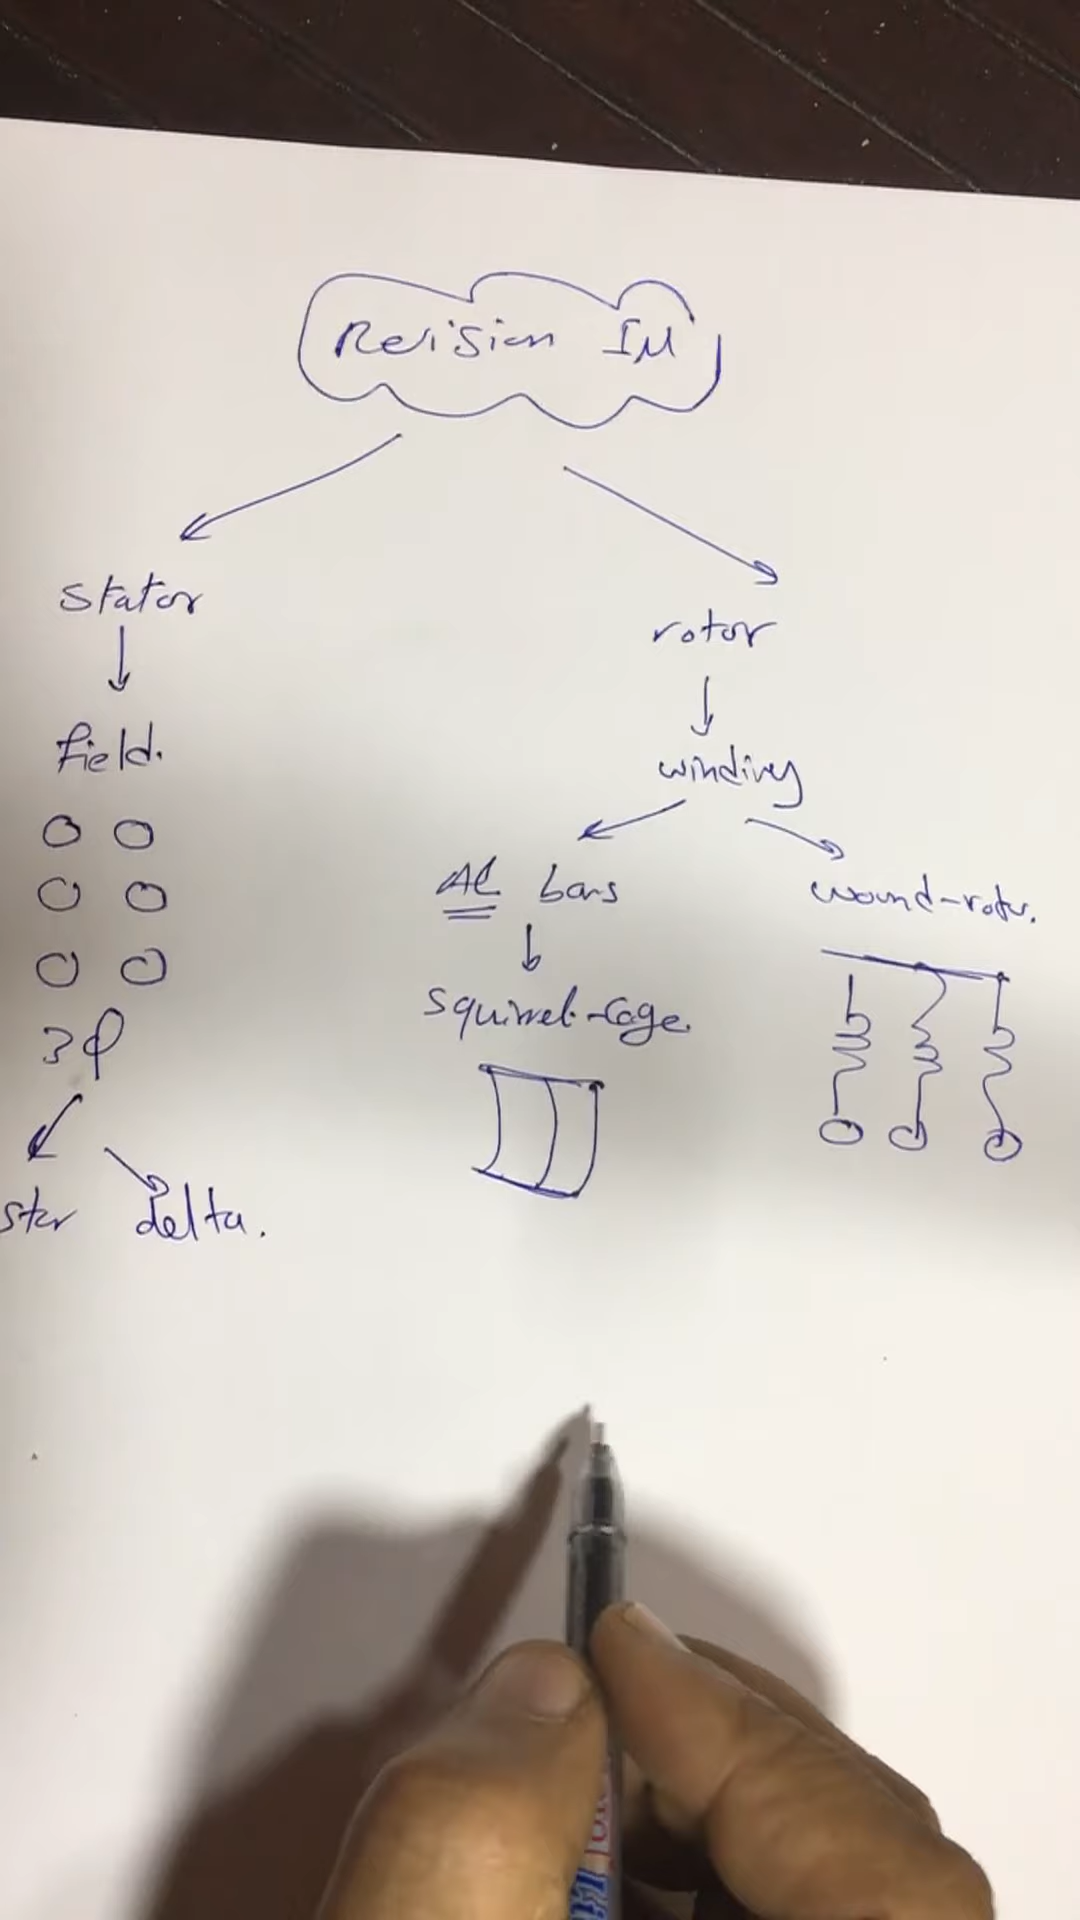 Revision IM
stator
rotor
field.
winding
Al bars
wound-rotor.
squirrel-cage
3φ
star
delta.